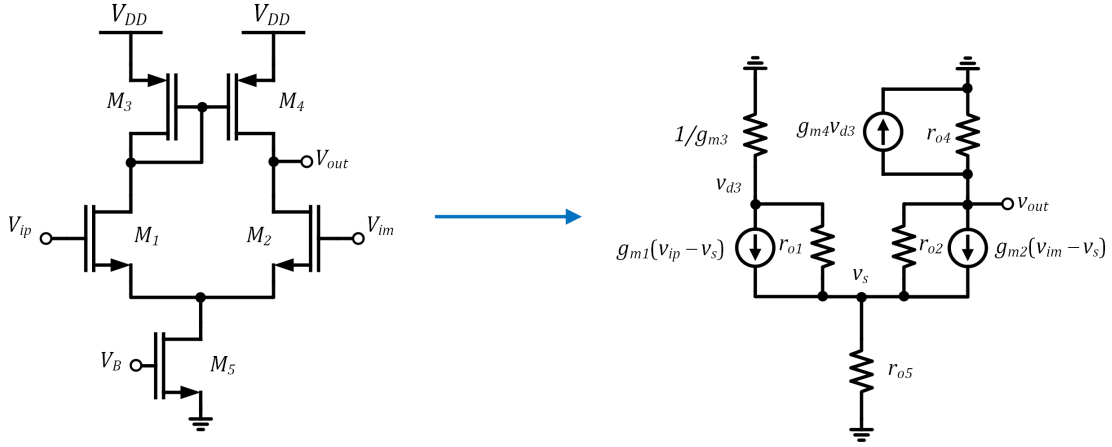 V_DD
V_DD
M_3
M_4
V_out
V_ip
M_1
M_2
V_im
V_B
M_5
1/g_m3
g_m4v_d3
r_o4
v_d3
v_out
g_m1(v_ip – v_s)
r_o1
r_o2
g_m2(v_im – v_s)
v_s
r_o5